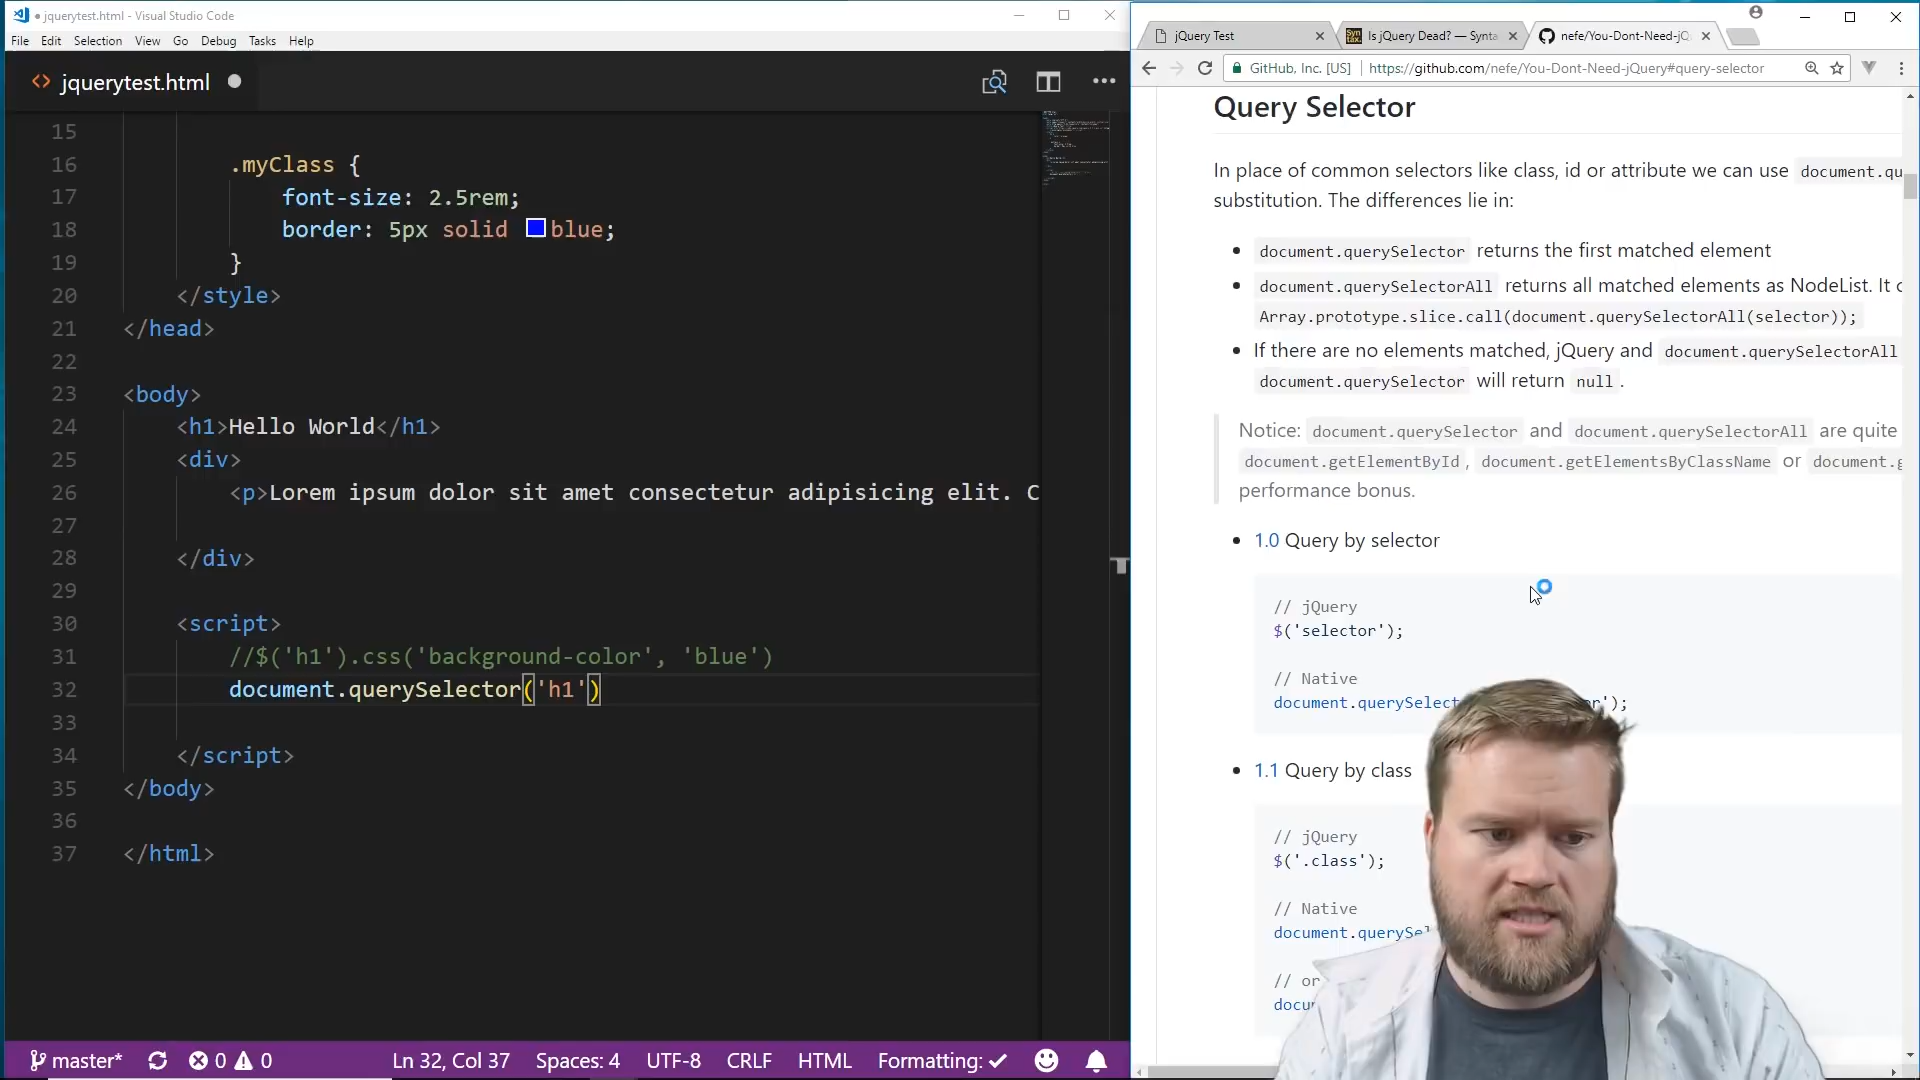 jquerytest.html - Visual Studio Code
File Edit Selection View Go Debug Tasks Help
<> jquerytest.html
15
16 .myClass {
17 font-size: 2.5rem;
18 border: 5px solid blue;
19 }
20 </style>
21 </head>
22
23 <body>
24 <h1>Hello World</h1>
25 <div>
26 <p>Lorem ipsum dolor sit amet consectetur adipisicing elit. C
27
28 </div>
29
30 <script>
31 //$('h1').css('background-color', 'blue')
32 document.querySelector('h1')
33
34 </script>
35 </body>
36
37 </html>
master* 0 0 Ln 32, Col 37 Spaces: 4 UTF-8 CRLF HTML Formatting: ✓
jQuery Test Is jQuery Dead? — Synta nefe/You-Dont-Need-jQ
GitHub, Inc. [US] https://github.com/nefe/You-Dont-Need-jQuery#query-selector
Query Selector
In place of common selectors like class, id or attribute we can use document.qu
substitution. The differences lie in:
document.querySelector returns the first matched element
document.querySelectorAll returns all matched elements as NodeList. It c
Array.prototype.slice.call(document.querySelectorAll(selector));
If there are no elements matched, jQuery and document.querySelectorAll
document.querySelector will return null.
Notice: document.querySelector and document.querySelectorAll are quite
document.getElementById, document.getElementsByClassName or document.g
performance bonus.
1.0 Query by selector
// jQuery
$('selector');
// Native
document.querySelect r');
1.1 Query by class
// jQuery
$('.class');
// Native
document.querySel
// or
docu